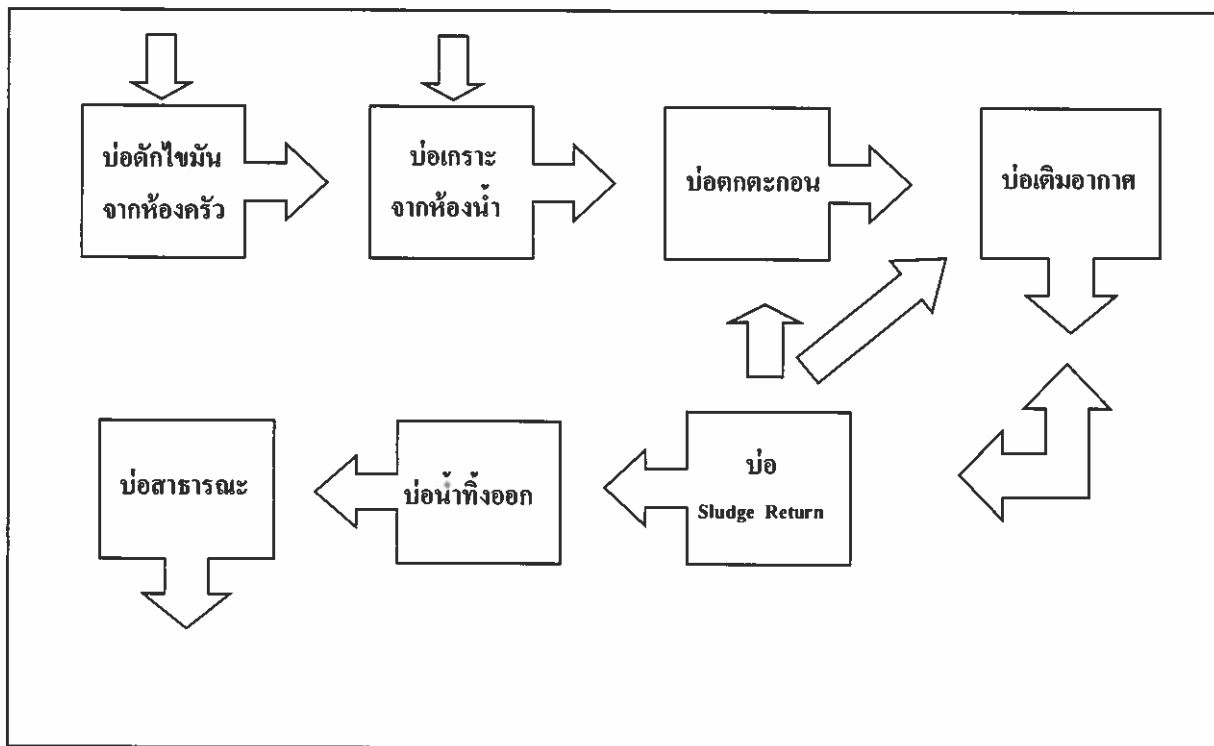 บ่อดักไขมัน
จากห้องครัว
บ่อเกราะ
จากห้องน้ำ
บ่อตกตะกอน
บ่อเติมอากาศ
บ่อสาธารณะ
บ่อน้ำทิ้งออก
บ่อ
Sludge Return